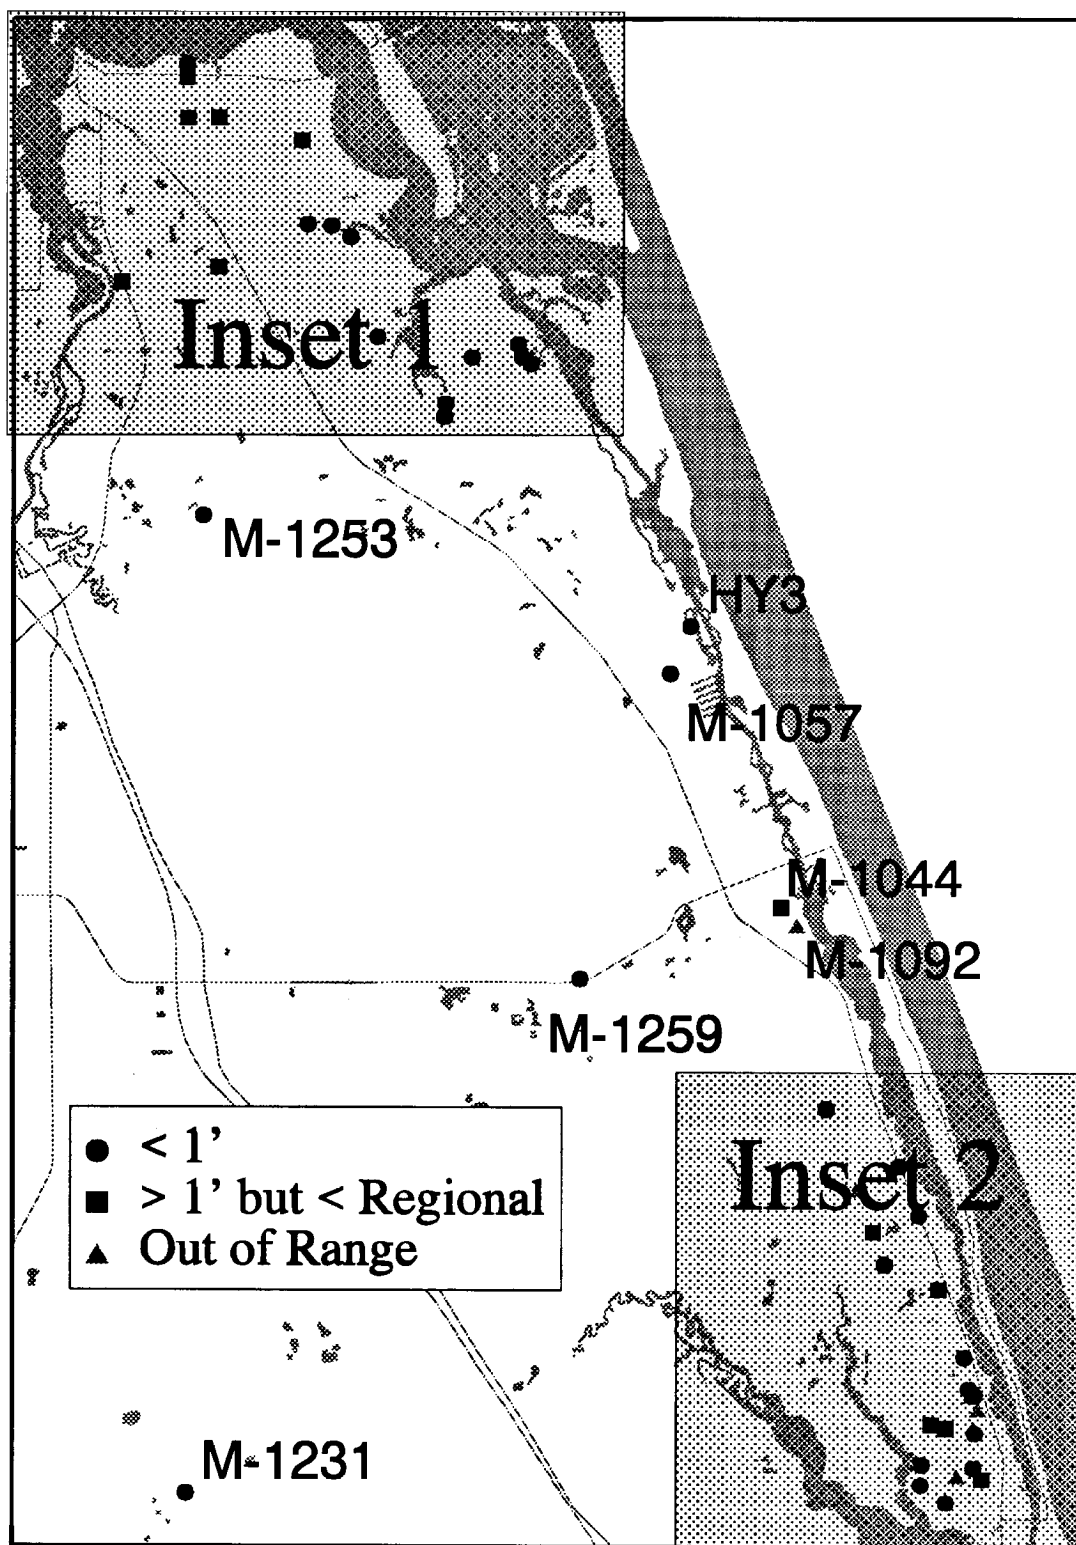 Inset 1
M-1253
HY3
M-1057
M-1044
M-1092
M-1259
Inset 2
< 1’
> 1’ but < Regional
Out of Range
M-1231